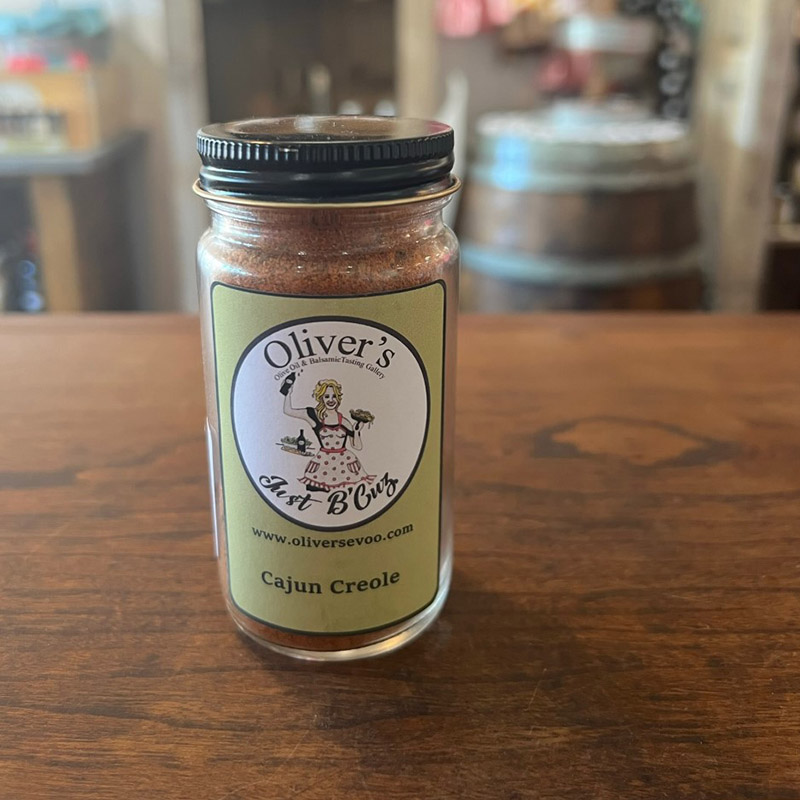 Oliver's
Olive Oil & Balsamic Tasting Gallery
Just B'Cuz
www.oliversevoo.com
Cajun Creole